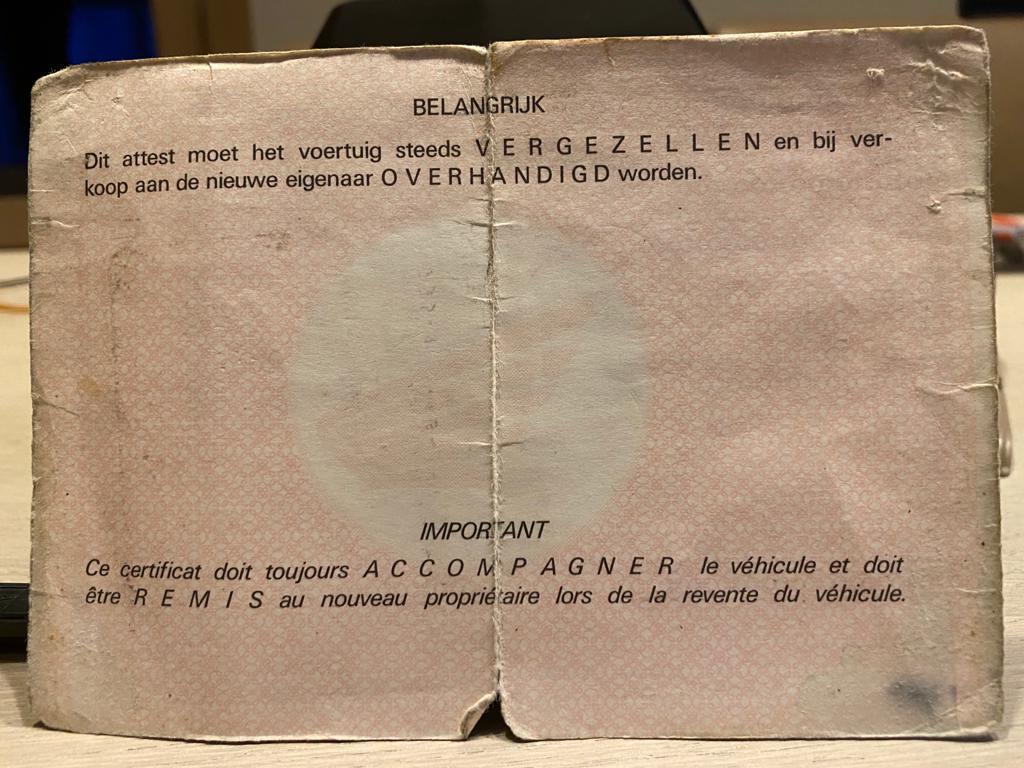 BELANGRIJK
Dit attest moet het voertuig steeds V E R G E Z E L L E N en bij ver-
koop aan de nieuwe eigenaar O V E R H A N D I G D worden.
IMPORTANT
Ce certificat doit toujours A C C O M P A G N E R le véhicule et doit
être R E M I S au nouveau propriétaire lors de la revente du véhicule.